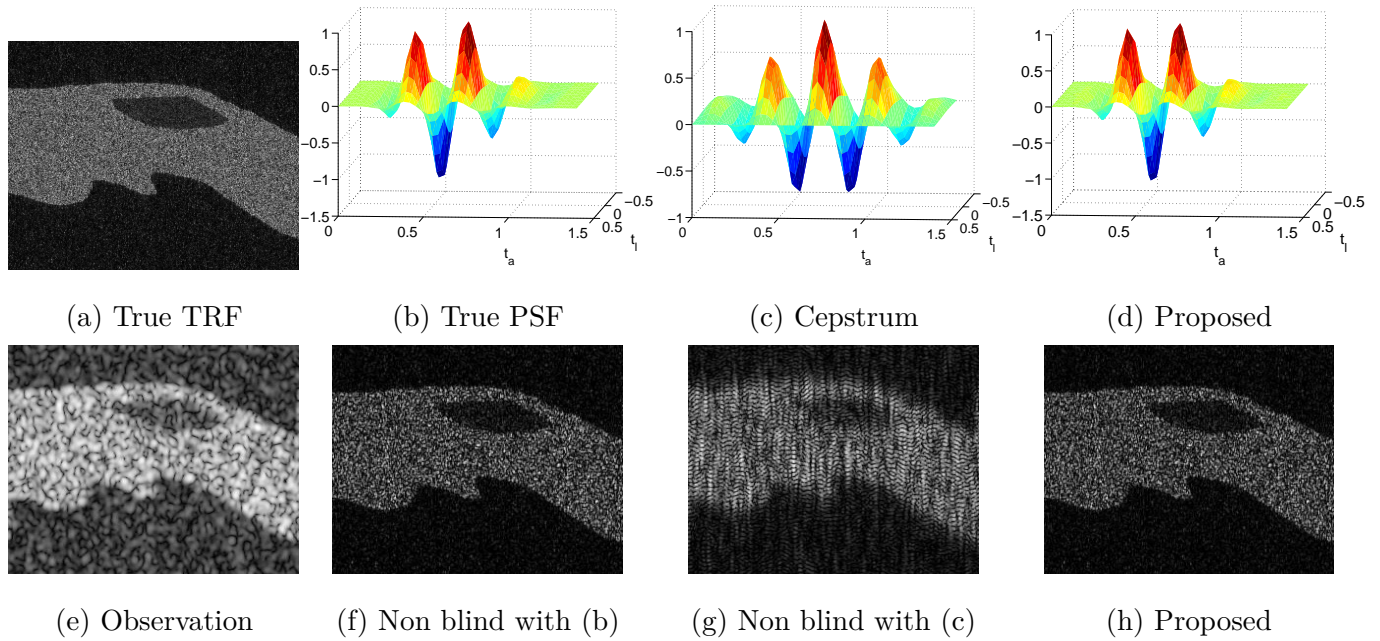 1
0.5
0
−0.5
−1
−1.5
0
0.5
1
1.5
−0.5
0
0.5
t_a
t_l
1
0.5
0
−0.5
−1
0
0.5
1
1.5
−0.5
0
0.5
t_a
t_l
1
0.5
0
−0.5
−1
−1.5
0
0.5
1
1.5
−0.5
0
0.5
t_a
t_l
(a) True TRF
(b) True PSF
(c) Cepstrum
(d) Proposed
(e) Observation
(f) Non blind with (b)
(g) Non blind with (c)
(h) Proposed